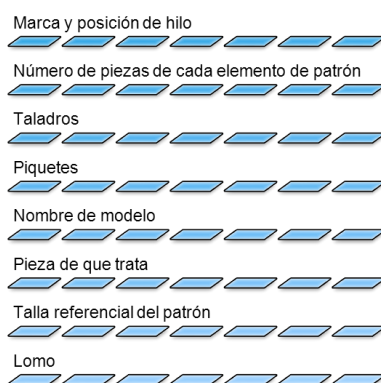 Marca y posición de hilo
Número de piezas de cada elemento de patrón
Taladros
Piquetes
Nombre de modelo
Pieza de que trata
Talla referencial del patrón
Lomo